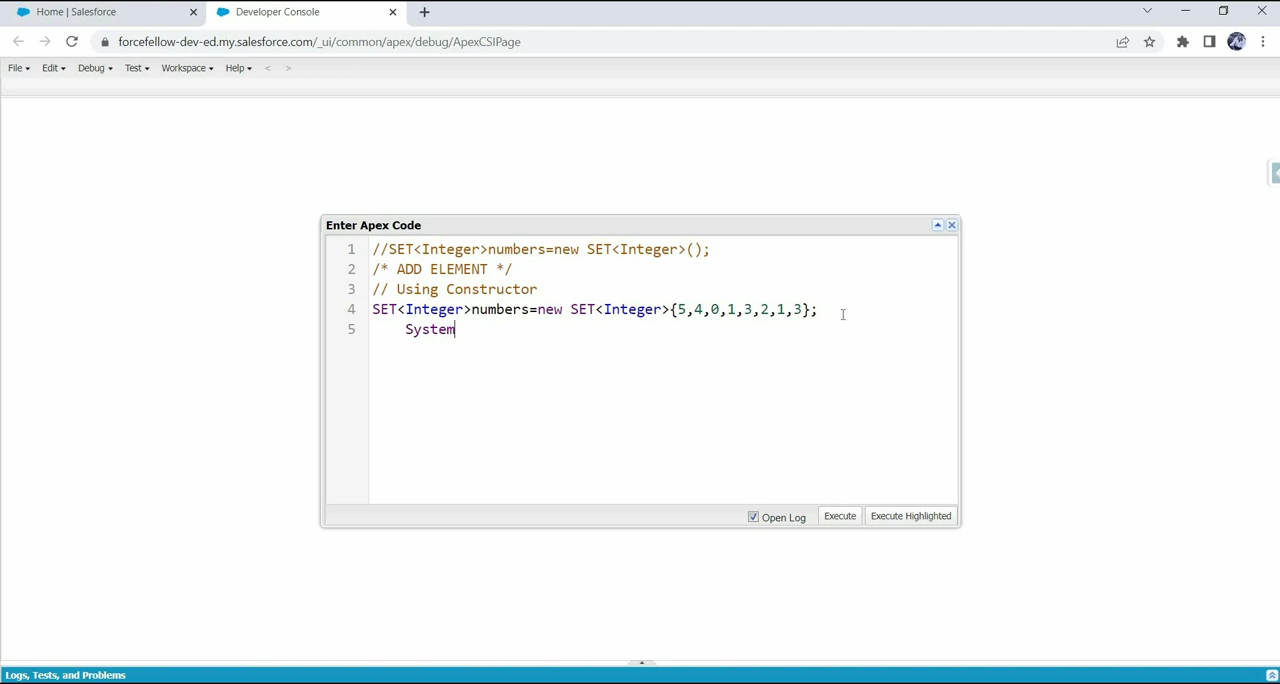 Home | Salesforce
Developer Console
forcefellow-dev-ed.my.salesforce.com/_ui/common/apex/debug/ApexCSIPage
File Edit Debug Test Workspace Help < >
Enter Apex Code
1 //SET<Integer>numbers=new SET<Integer>();
2 /* ADD ELEMENT */
3 // Using Constructor
4 SET<Integer>numbers=new SET<Integer>{5,4,0,1,3,2,1,3};
5 System
Open Log Execute Execute Highlighted
Logs, Tests, and Problems